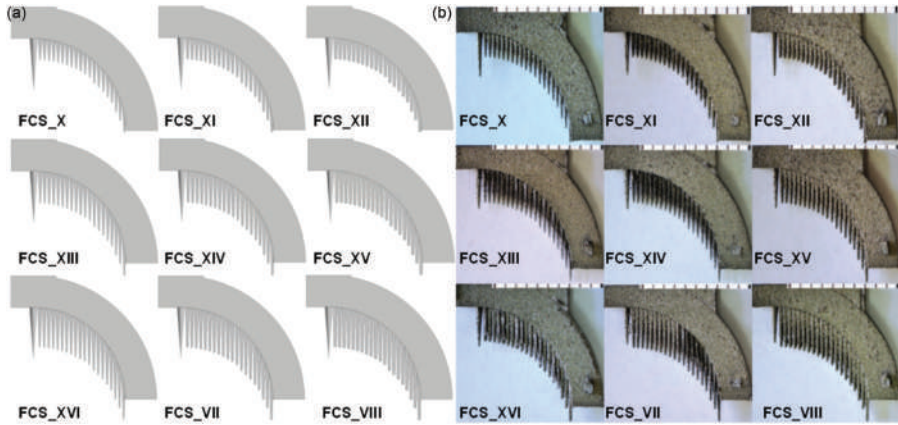 (a)
FCS_X FCS_XI FCS_XII
FCS_XIII FCS_XIV FCS_XV
FCS_XVI FCS_VII FCS_VIII
(b)
FCS_X FCS_XI FCS_XII
FCS_XIII FCS_XIV FCS_XV
FCS_XVI FCS_VII FCS_VIII